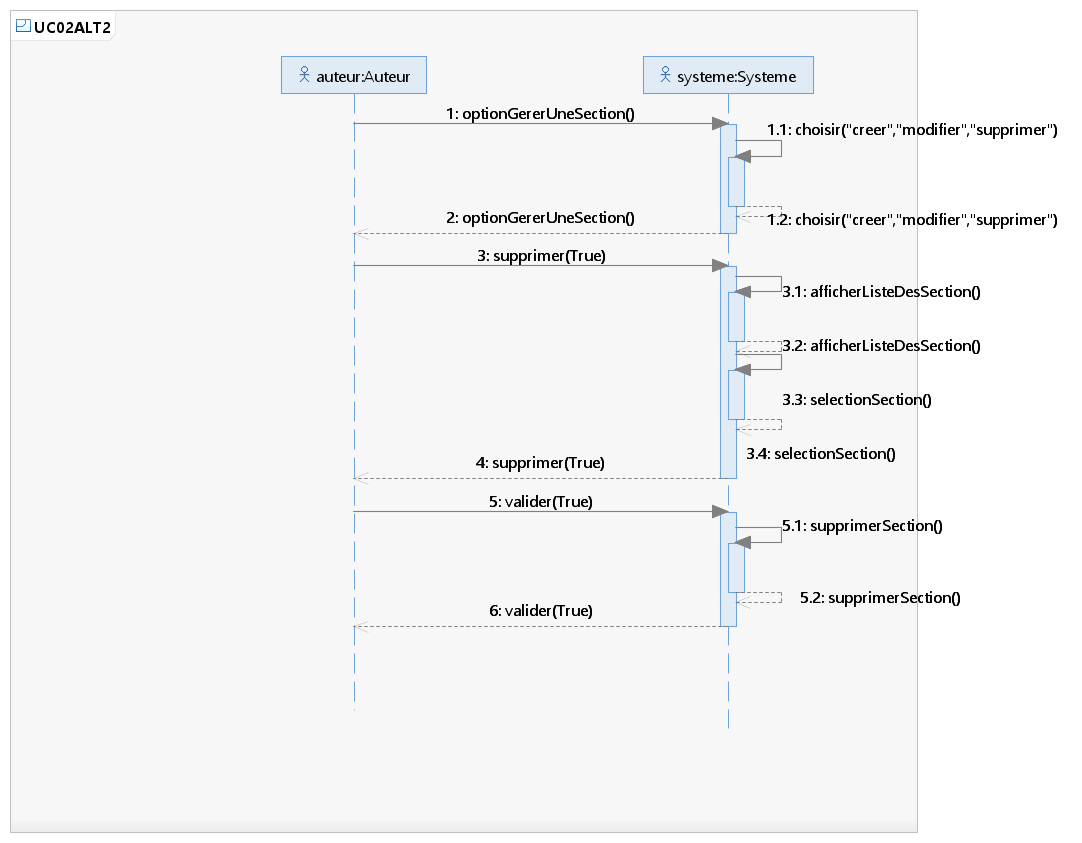 UC02ALT2
auteur:Auteur
systeme:Systeme
1: optionGererUneSection()
1.1: choisir("creer","modifier","supprimer")
2: optionGererUneSection()
1.2: choisir("creer","modifier","supprimer")
3: supprimer(True)
3.1: afficherListeDesSection()
3.2: afficherListeDesSection()
3.3: selectionSection()
3.4: selectionSection()
4: supprimer(True)
5: valider(True)
5.1: supprimerSection()
5.2: supprimerSection()
6: valider(True)